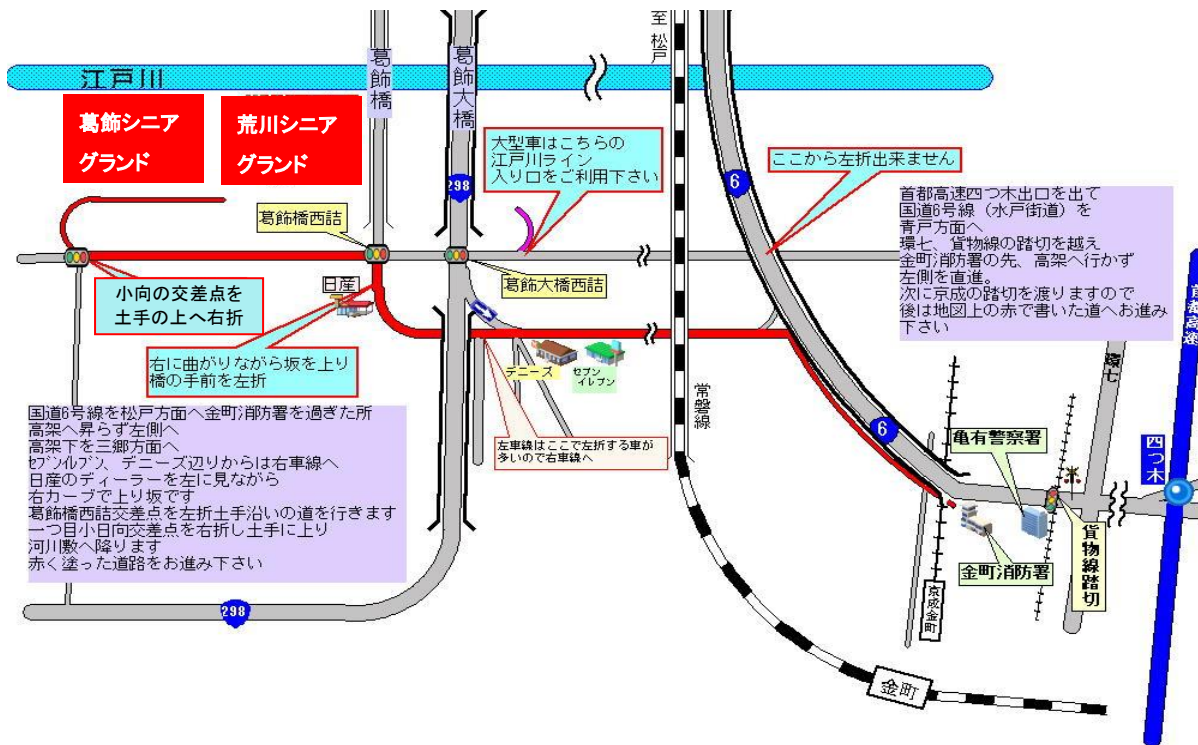 至 松戸
江戸川
葛飾橋
葛飾大橋
葛飾シニア
グランド
荒川シニア
グランド
大型車はこちらの
江戸川ライン
入り口をご利用下さい
ここから左折出来ません
298
6
首都高速四つ木出口を出て
国道6号線（水戸街道）を
青戸方面へ
環七、貨物線の踏切を越え
金町消防署の先、高架へ行かず
左側を直進。
次に京成の踏切を渡りますので
後は地図上の赤で書いた道へお進み
下さい
葛飾橋西詰
葛飾大橋西詰
日産
小向の交差点を
土手の上へ右折
右に曲がりながら坂を上り
橋の手前を左折
デニーズ
セブン
イレブン
常磐線
首都高速
環七
国道6号線を松戸方面へ金町消防署を過ぎた所
高架へ昇らず左側へ
高架下を三郷方面へ
ｾﾌﾞﾝｲﾚﾌﾞﾝ、デニーズ辺りからは右車線へ
日産のディーラーを左に見ながら
右カーブで上り坂です
葛飾橋西詰交差点を左折土手沿いの道を行きます
一つ目小日向交差点を右折し土手に上り
河川敷へ降ります
赤く塗った道路をお進み下さい
左車線はここで左折する車が
多いので右車線へ
6
亀有警察署
四つ木
金町消防署
貨物線踏切
京成金町
298
金町